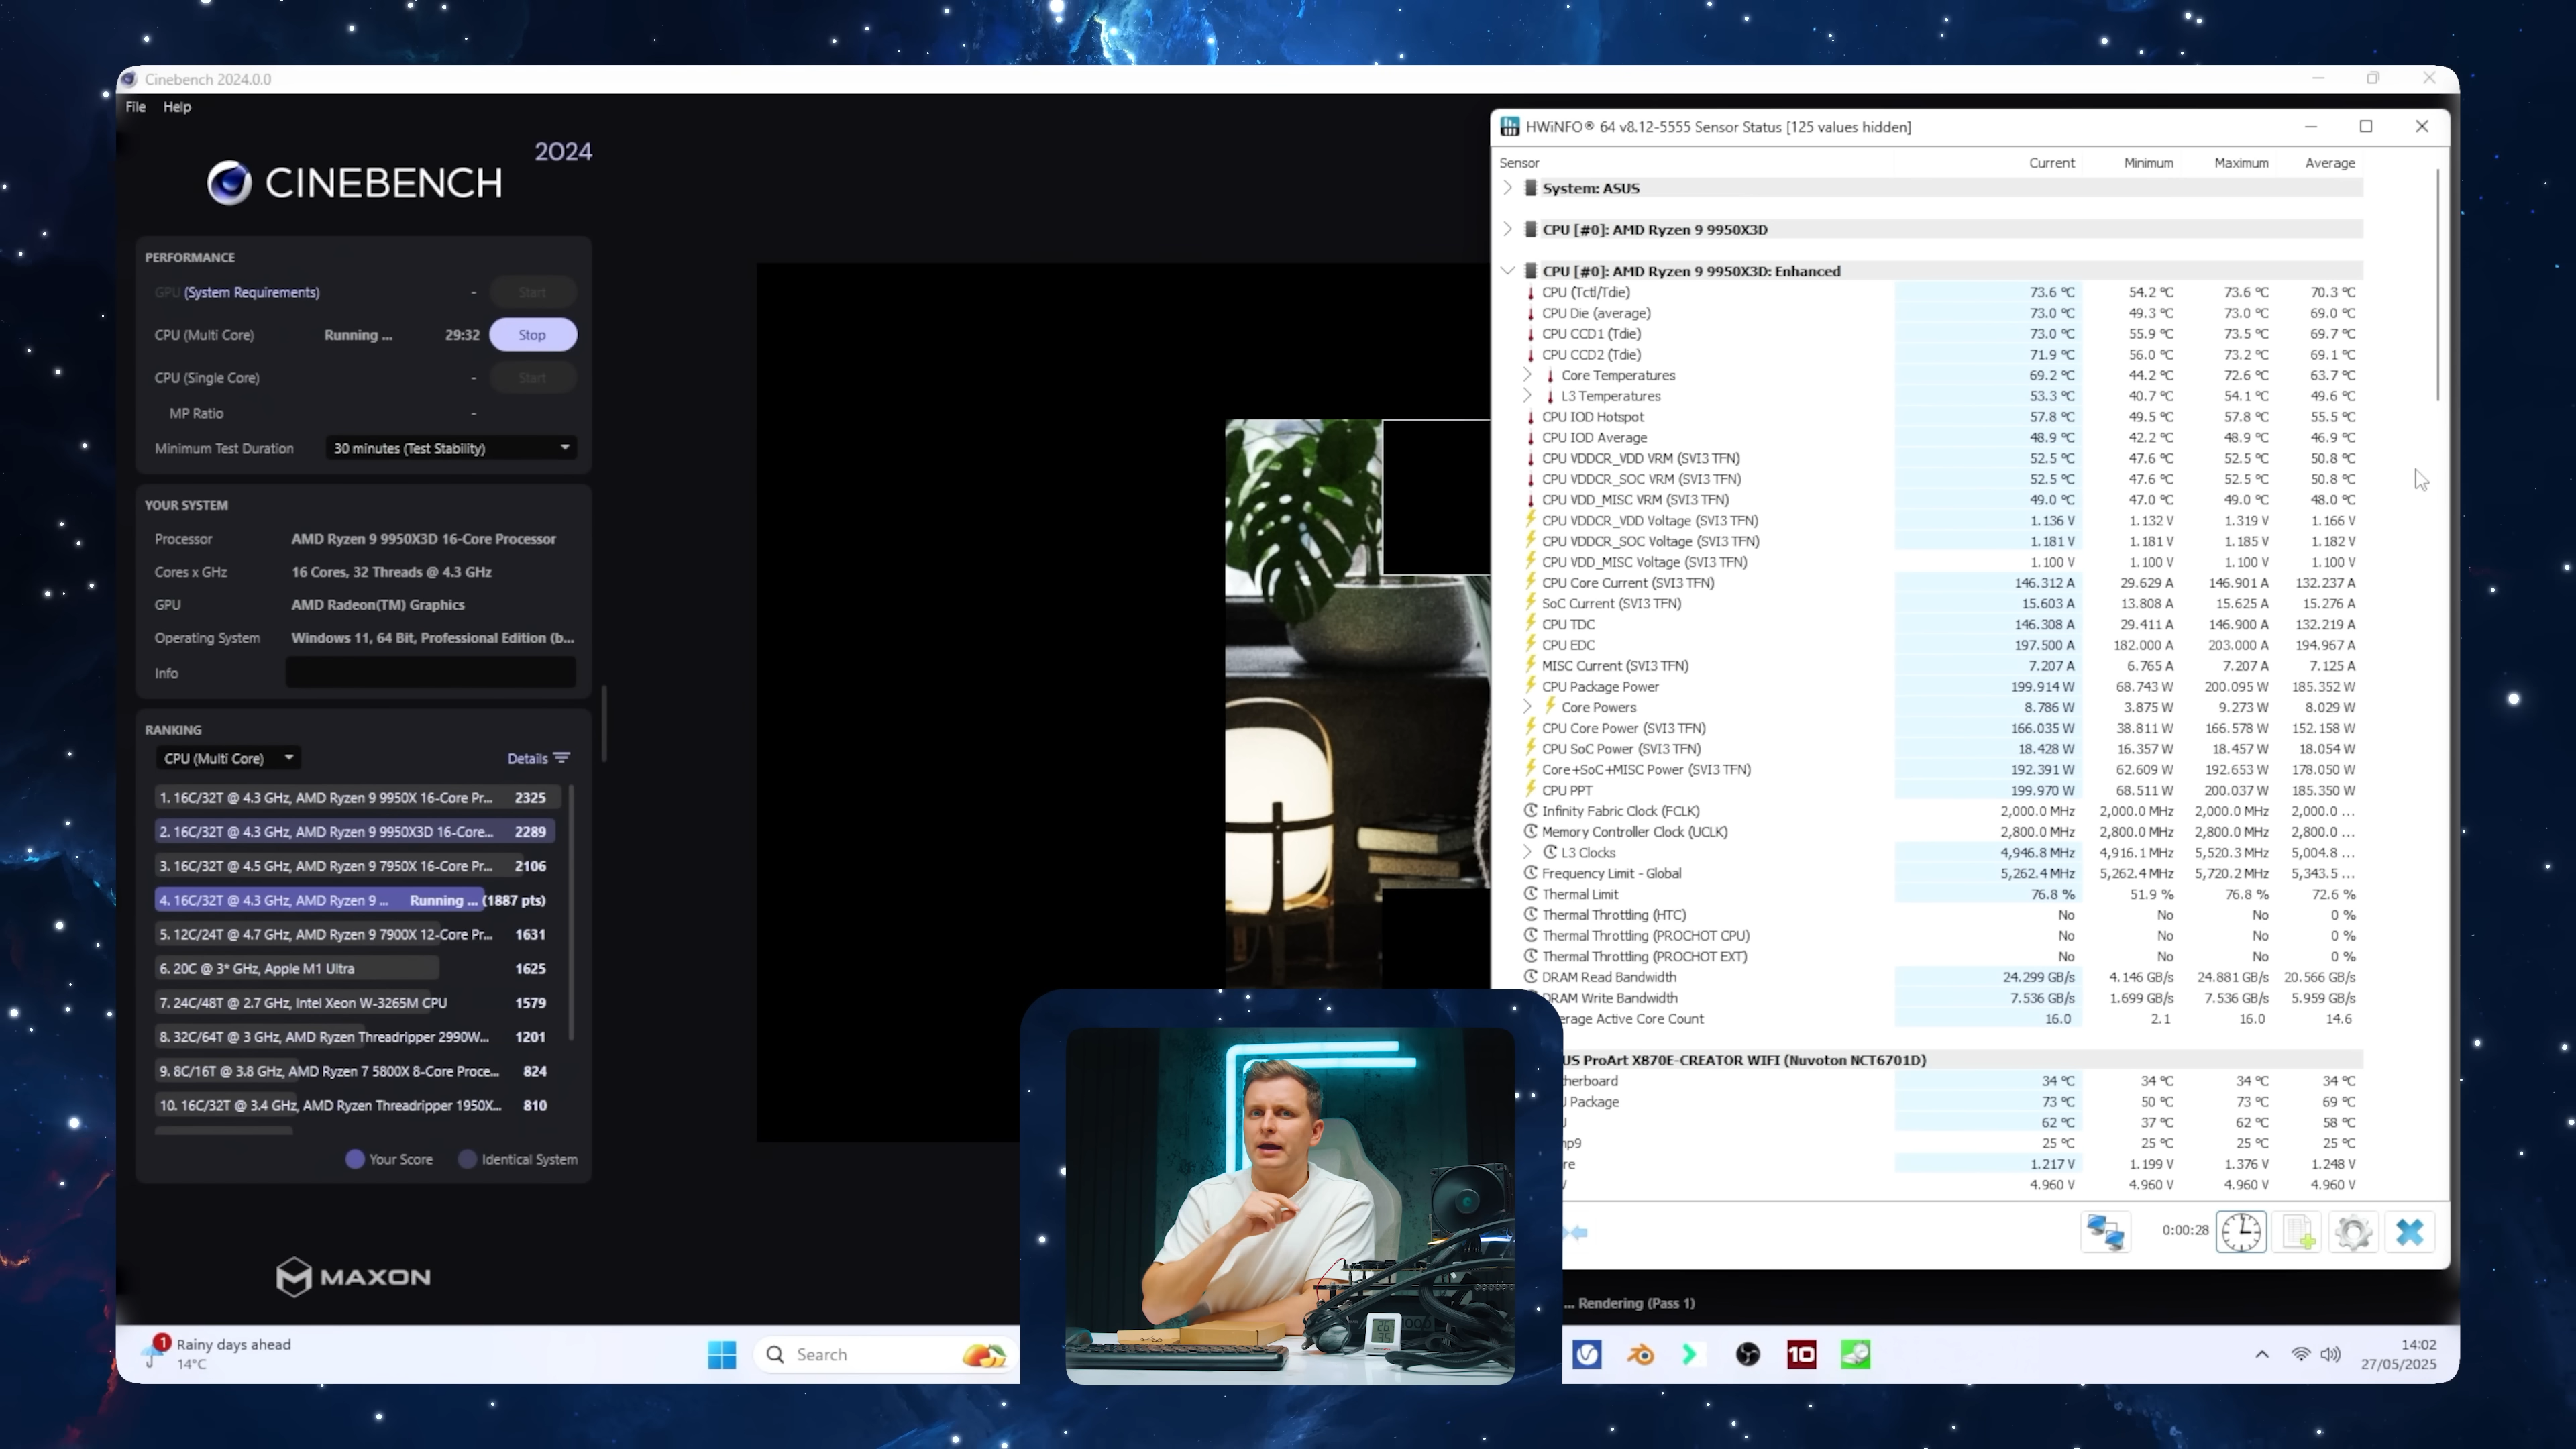 Cinebench 2024.0.0
File Help
2024
CINEBENCH
PERFORMANCE
GPU (System Requirements) - Start
CPU (Multi Core) Running ... 29:32 Stop
CPU (Single Core) - Start
MP Ratio -
Minimum Test Duration 30 minutes (Test Stability)
YOUR SYSTEM
Processor AMD Ryzen 9 9950X3D 16-Core Processor
Cores x GHz 16 Cores, 32 Threads @ 4.3 GHz
GPU AMD Radeon(TM) Graphics
Operating System Windows 11, 64 Bit, Professional Edition (b...
Info
RANKING
CPU (Multi Core) Details
1. 16C/32T @ 4.3 GHz, AMD Ryzen 9 9950X 16-Core Pr... 2325
2. 16C/32T @ 4.3 GHz, AMD Ryzen 9 9950X3D 16-Core... 2289
3. 16C/32T @ 4.5 GHz, AMD Ryzen 9 7950X 16-Core Pr... 2106
4. 16C/32T @ 4.3 GHz, AMD Ryzen 9 ... Running ... (1887 pts)
5. 12C/24T @ 4.7 GHz, AMD Ryzen 9 7900X 12-Core Pr... 1631
6. 20C @ 3* GHz, Apple M1 Ultra 1625
7. 24C/48T @ 2.7 GHz, Intel Xeon W-3265M CPU 1579
8. 32C/64T @ 3 GHz, AMD Ryzen Threadripper 2990W... 1201
9. 8C/16T @ 3.8 GHz, AMD Ryzen 7 5800X 8-Core Proce... 824
10. 16C/32T @ 3.4 GHz, AMD Ryzen Threadripper 1950X... 810
Your Score Identical System
MAXON
HWiNFO® 64 v8.12-5555 Sensor Status [125 values hidden]
Sensor Current Minimum Maximum Average
System: ASUS
CPU [#0]: AMD Ryzen 9 9950X3D
CPU [#0]: AMD Ryzen 9 9950X3D: Enhanced
CPU (Tctl/Tdie) 73.6 °C 54.2 °C 73.6 °C 70.3 °C
CPU Die (average) 73.0 °C 49.3 °C 73.0 °C 69.0 °C
CPU CCD1 (Tdie) 73.0 °C 55.9 °C 73.5 °C 69.7 °C
CPU CCD2 (Tdie) 71.9 °C 56.0 °C 73.2 °C 69.1 °C
Core Temperatures 69.2 °C 44.2 °C 72.6 °C 63.7 °C
L3 Temperatures 53.3 °C 40.7 °C 54.1 °C 49.6 °C
CPU IOD Hotspot 57.8 °C 49.5 °C 57.8 °C 55.5 °C
CPU IOD Average 48.9 °C 42.2 °C 48.9 °C 46.9 °C
CPU VDDCR_VDD VRM (SVI3 TFN) 52.5 °C 47.6 °C 52.5 °C 50.8 °C
CPU VDDCR_SOC VRM (SVI3 TFN) 52.5 °C 47.6 °C 52.5 °C 50.8 °C
CPU VDD_MISC VRM (SVI3 TFN) 49.0 °C 47.0 °C 49.0 °C 48.0 °C
CPU VDDCR_VDD Voltage (SVI3 TFN) 1.136 V 1.132 V 1.319 V 1.166 V
CPU VDDCR_SOC Voltage (SVI3 TFN) 1.181 V 1.181 V 1.185 V 1.182 V
CPU VDD_MISC Voltage (SVI3 TFN) 1.100 V 1.100 V 1.100 V 1.100 V
CPU Core Current (SVI3 TFN) 146.312 A 29.629 A 146.901 A 132.237 A
SoC Current (SVI3 TFN) 15.603 A 13.808 A 15.625 A 15.276 A
CPU TDC 146.308 A 29.411 A 146.900 A 132.219 A
CPU EDC 197.500 A 182.000 A 203.000 A 194.967 A
MISC Current (SVI3 TFN) 7.207 A 6.765 A 7.207 A 7.125 A
CPU Package Power 199.914 W 68.743 W 200.095 W 185.352 W
Core Powers 8.786 W 3.875 W 9.273 W 8.029 W
CPU Core Power (SVI3 TFN) 166.035 W 38.811 W 166.578 W 152.158 W
CPU SoC Power (SVI3 TFN) 18.428 W 16.357 W 18.457 W 18.054 W
Core+SoC+MISC Power (SVI3 TFN) 192.391 W 62.609 W 192.653 W 178.050 W
CPU PPT 199.970 W 68.511 W 200.037 W 185.350 W
Infinity Fabric Clock (FCLK) 2,000.0 MHz 2,000.0 MHz 2,000.0 MHz 2,000.0 ...
Memory Controller Clock (UCLK) 2,800.0 MHz 2,800.0 MHz 2,800.0 MHz 2,800.0 ...
L3 Clocks 4,946.8 MHz 4,916.1 MHz 5,520.3 MHz 5,004.8 ...
Frequency Limit - Global 5,262.4 MHz 5,262.4 MHz 5,720.2 MHz 5,343.5 ...
Thermal Limit 76.8 % 51.9 % 76.8 % 72.6 %
Thermal Throttling (HTC) No No No 0 %
Thermal Throttling (PROCHOT CPU) No No No 0 %
Thermal Throttling (PROCHOT EXT) No No No 0 %
DRAM Read Bandwidth 24.299 GB/s 4.146 GB/s 24.881 GB/s 20.566 GB/s
DRAM Write Bandwidth 7.536 GB/s 1.699 GB/s 7.536 GB/s 5.959 GB/s
erage Active Core Count 16.0 2.1 16.0 14.6
US ProArt X870E-CREATOR WIFI (Nuvoton NCT6701D)
herboard 34 °C 34 °C 34 °C 34 °C
Package 73 °C 50 °C 73 °C 69 °C
62 °C 37 °C 62 °C 58 °C
np9 25 °C 25 °C 25 °C 25 °C
re 1.217 V 1.199 V 1.376 V 1.248 V
4.960 V 4.960 V 4.960 V 4.960 V
0:00:28
... Rendering (Pass 1)
1
Rainy days ahead
14°C
Search
10
14:02
27/05/2025